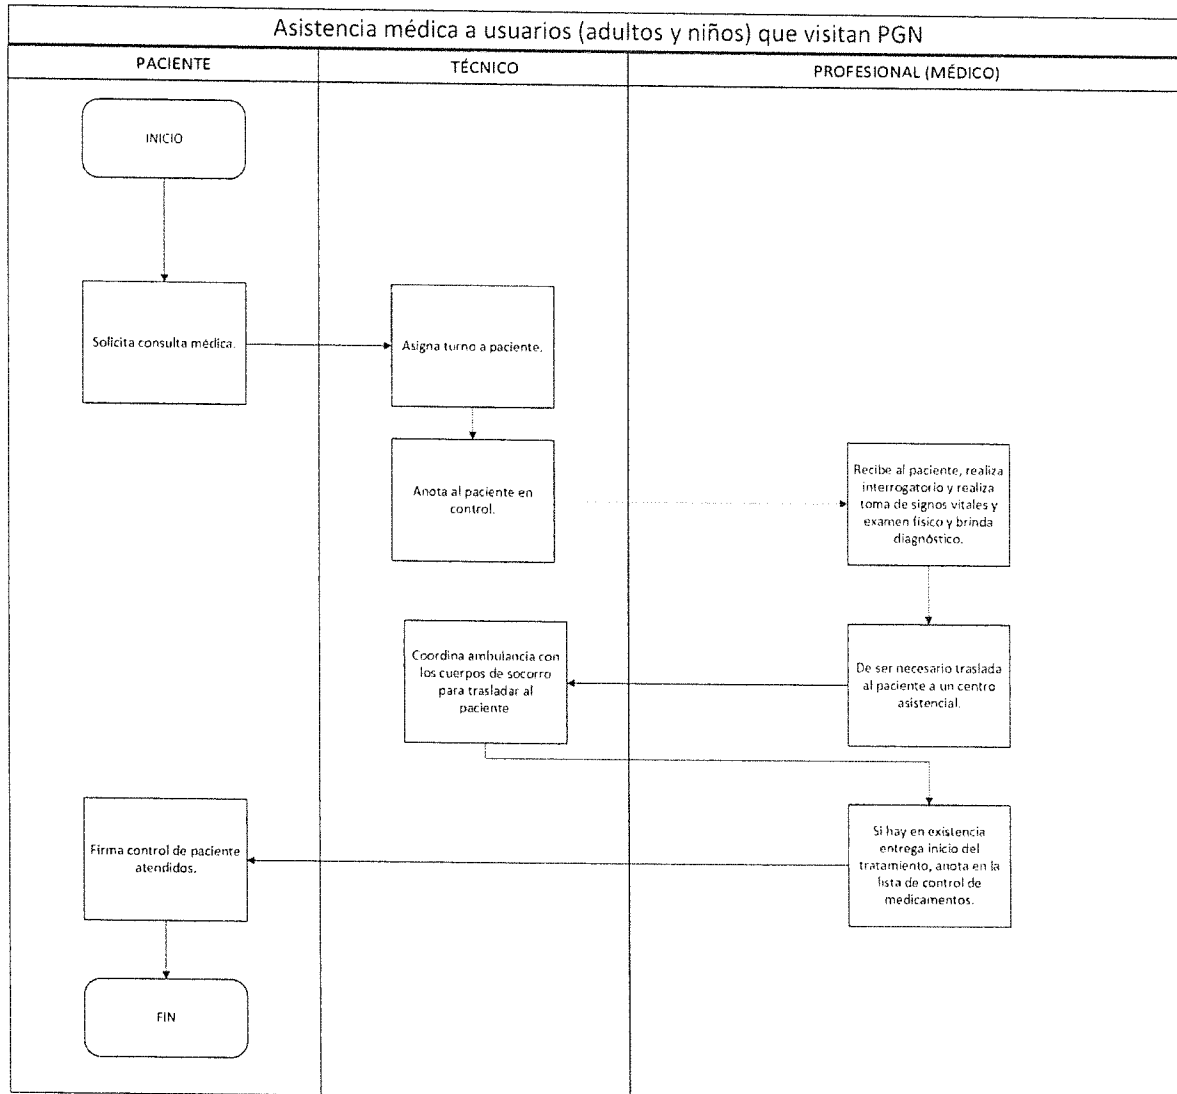 Asistencia médica a usuarios (adultos y niños) que visitan PGN
PACIENTE
TÉCNICO
PROFESIONAL (MÉDICO)
INICIO
Solicita consulta médica.
Asigna turno a paciente.
Anota al paciente en
control.
Recibe al paciente, realiza
interrogatorio y realiza
toma de signos vitales y
examen físico y brinda
diagnóstico.
Coordina ambulancia con
los cuerpos de socorro
para trasladar al
paciente
De ser necesario traslada
al paciente a un centro
asistencial.
Firma control de paciente
atendidos.
Si hay en existencia
entrega inicio del
tratamiento, anota en la
lista de control de
medicamentos.
FIN